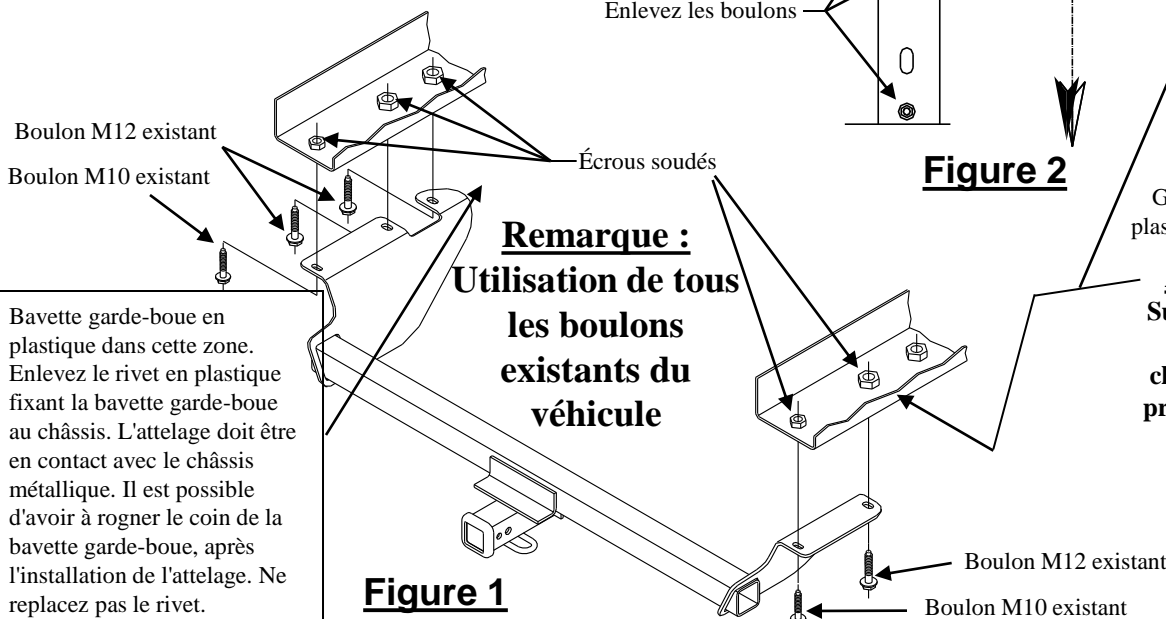 Enlevez les boulons
Boulon M12 existant
Boulon M10 existant
Écrous soudés
Figure 2
Remarque :
Utilisation de tous
les boulons
existants du
véhicule
Bavette garde-boue en
plastique dans cette zone.
Enlevez le rivet en plastique
fixant la bavette garde-boue
au châssis. L'attelage doit être
en contact avec le châssis
métallique. Il est possible
d'avoir à rogner le coin de la
bavette garde-boue, après
l'installation de l'attelage. Ne
replacez pas le rivet.
Figure 1
Boulon M12 existant
Boulon M10 existant